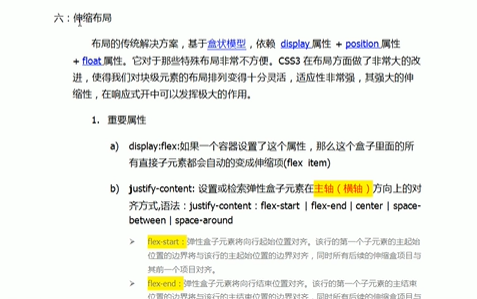 六：伸缩布局
布局的传统解决方案，基于盒状模型，依赖 display 属性 + position 属性
+ float 属性。它对于那些特殊布局非常不方便。CSS3 在布局方面做了非常大的改
进，使得我们对块级元素的布局排列变得十分灵活，适应性非常强，其强大的伸
缩性，在响应式开中可以发挥极大的作用。
1. 重要属性
a) display:flex:如果一个容器设置了这个属性，那么这个盒子里面的所
有直接子元素都会自动的变成伸缩项(flex item)
b) justify-content: 设置或检索弹性盒子元素在主轴（横轴）方向上的对
齐方式,语法：justify-content：flex-start | flex-end | center | space-
between | space-around
➢ flex-start：弹性盒子元素将向行起始位置对齐。该行的第一个子元素的主起始
位置的边界将与该行的主起始位置的边界对齐，同时所有后续的伸缩盒项目与
其前一个项目对齐。
➢ flex-end：弹性盒子元素将向行结束位置对齐。该行的第一个子元素的主结束
位置的边界将与该行的主结束位置的边界对齐，同时所有后续的伸缩盒项目与